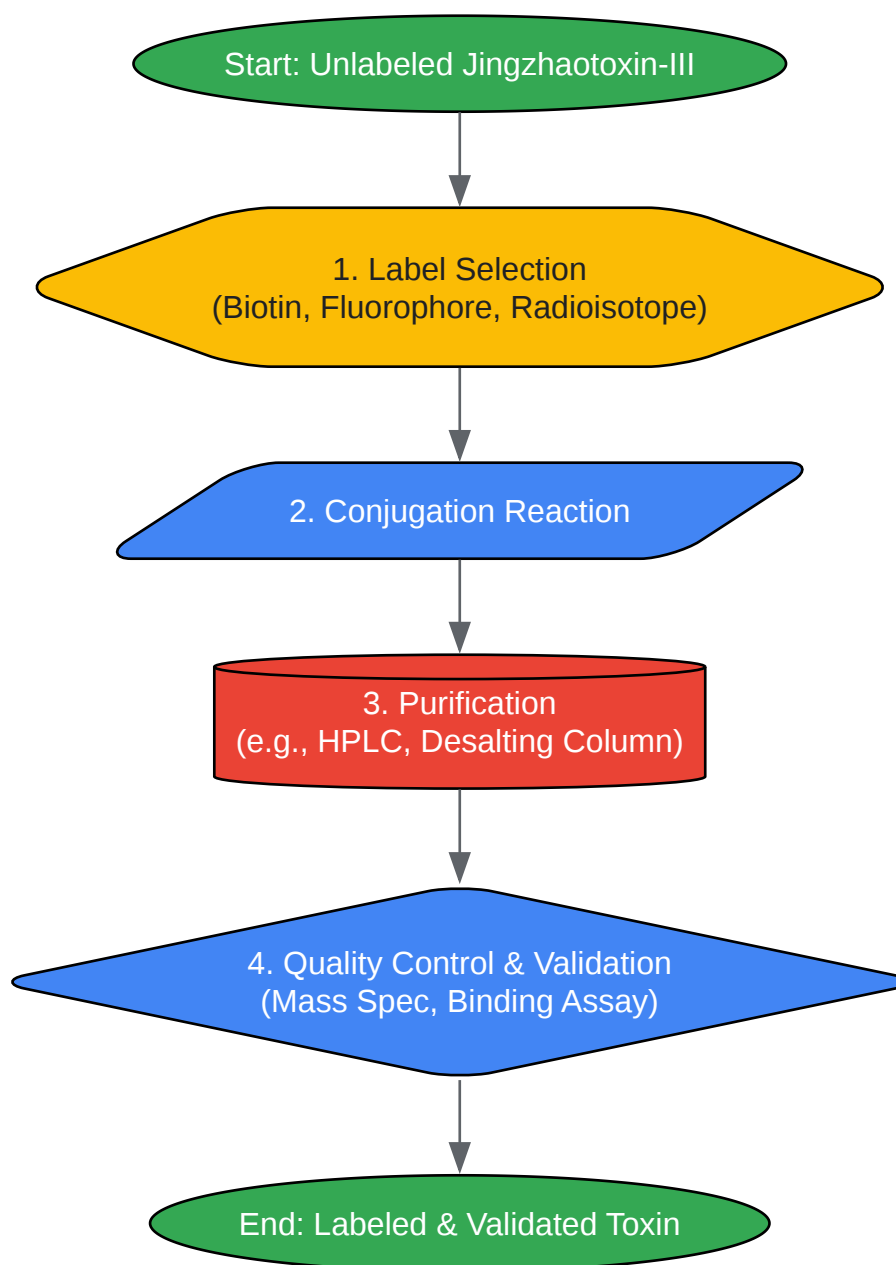 Start: Unlabeled Jingzhaotoxin-III
1. Label Selection
(Biotin, Fluorophore, Radioisotope)
2. Conjugation Reaction
3. Purification
(e.g., HPLC, Desalting Column)
4. Quality Control & Validation
(Mass Spec, Binding Assay)
End: Labeled & Validated Toxin